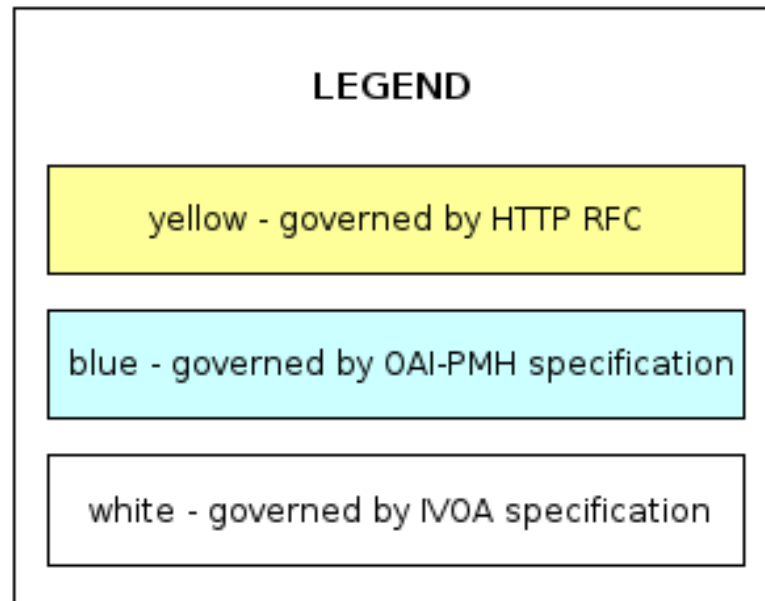 LEGEND
yellow - governed by HTTP RFC
blue - governed by OAI-PMH specification
white - governed by IVOA specification